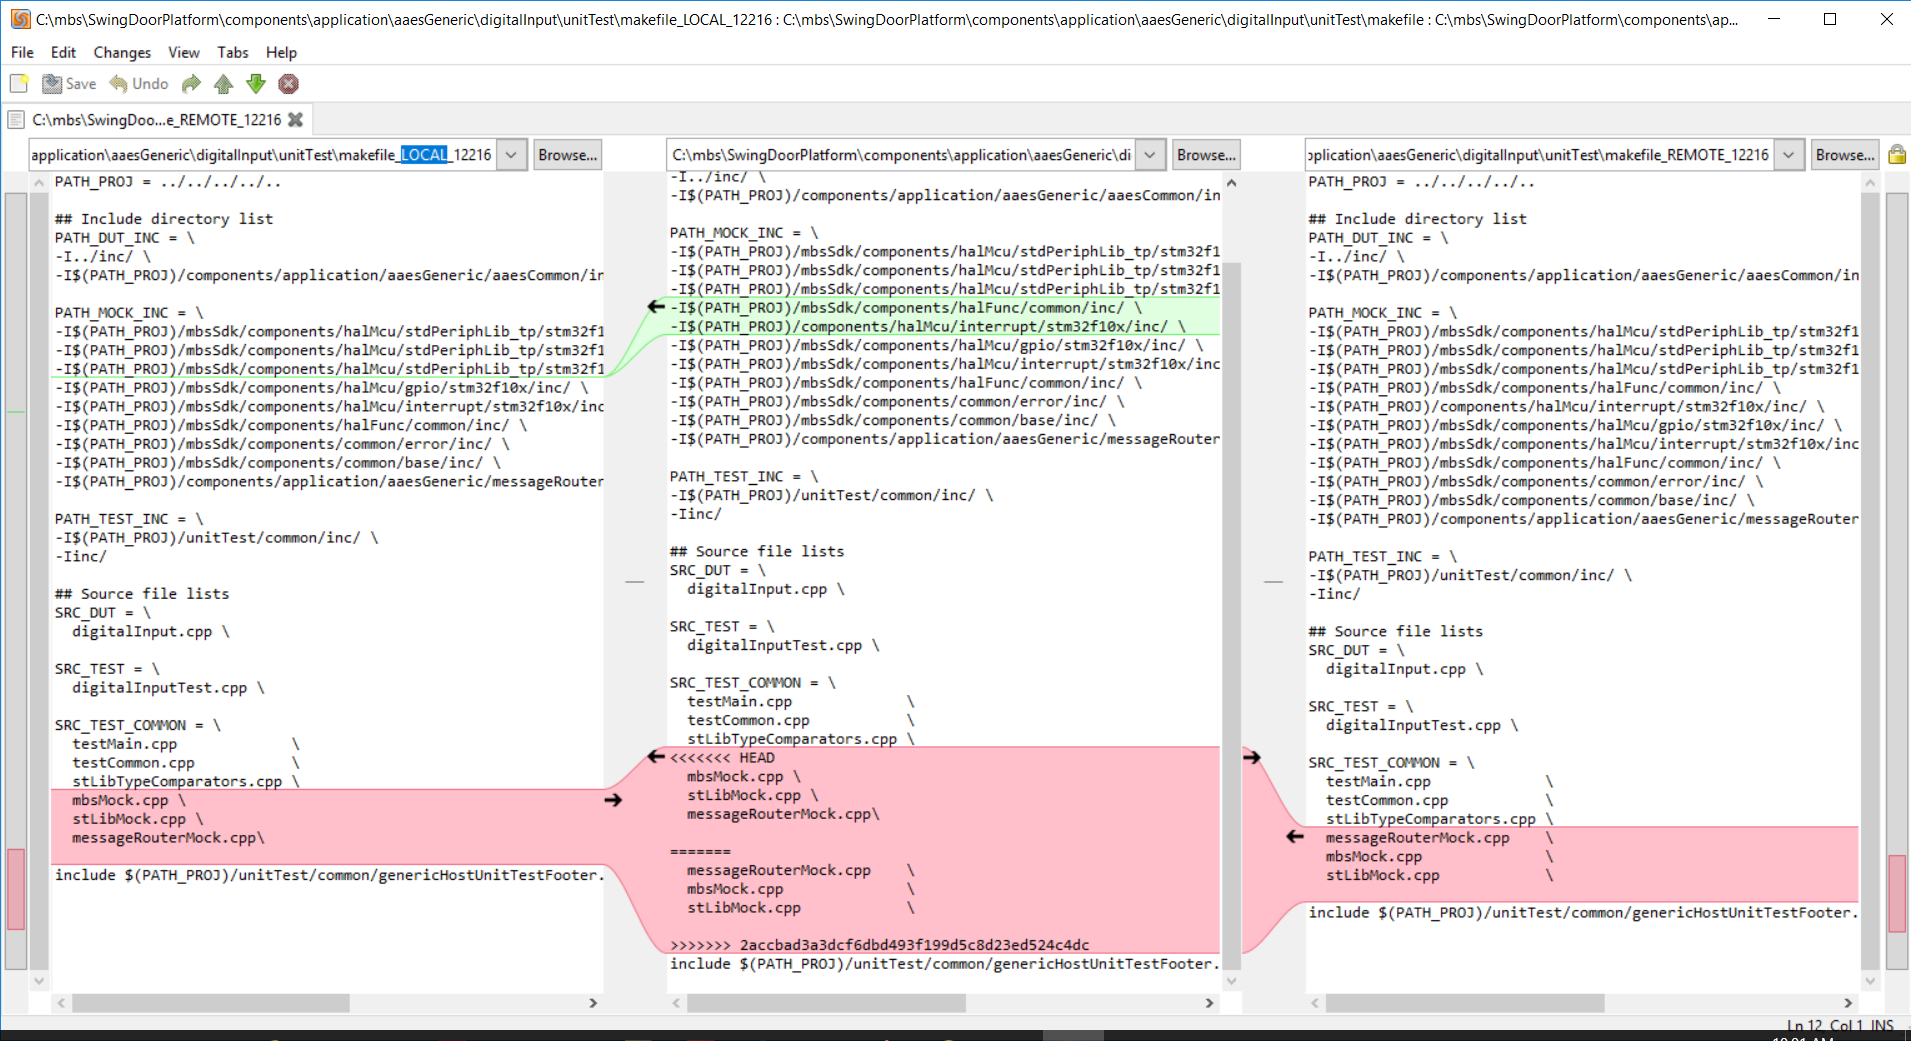 C:\mbs\SwingDoorPlatform\components\application\aaesGeneric\digitalInput\unitTest\makefile_LOCAL_12216 : C:\mbs\SwingDoorPlatform\components\application\aaesGeneric\digitalInput\unitTest\makefile : C:\mbs\SwingDoorPlatform\components\ap...
File Edit Changes View Tabs Help
Save Undo
C:\mbs\SwingDoo...e_REMOTE_12216
application\aaesGeneric\digitalInput\unitTest\makefile_LOCAL_12216 Browse...
PATH_PROJ = ../../../../..

## Include directory list
PATH_DUT_INC = \
-I../inc/ \
-I$(PATH_PROJ)/components/application/aaesGeneric/aaesCommon/in

PATH_MOCK_INC = \
-I$(PATH_PROJ)/mbsSdk/components/halMcu/stdPeriphLib_tp/stm32f1
-I$(PATH_PROJ)/mbsSdk/components/halMcu/stdPeriphLib_tp/stm32f1
-I$(PATH_PROJ)/mbsSdk/components/halMcu/stdPeriphLib_tp/stm32f1
-I$(PATH_PROJ)/mbsSdk/components/halMcu/gpio/stm32f10x/inc/ \
-I$(PATH_PROJ)/mbsSdk/components/halMcu/interrupt/stm32f10x/inc
-I$(PATH_PROJ)/mbsSdk/components/halFunc/common/inc/ \
-I$(PATH_PROJ)/mbsSdk/components/common/error/inc/ \
-I$(PATH_PROJ)/mbsSdk/components/common/base/inc/ \
-I$(PATH_PROJ)/components/application/aaesGeneric/messageRouter

PATH_TEST_INC = \
-I$(PATH_PROJ)/unitTest/common/inc/ \
-Iinc/

## Source file lists
SRC_DUT = \
  digitalInput.cpp \

SRC_TEST = \
  digitalInputTest.cpp \

SRC_TEST_COMMON = \
  testMain.cpp             \
  testCommon.cpp           \
  stLibTypeComparators.cpp \
  mbsMock.cpp \
  stLibMock.cpp \
  messageRouterMock.cpp\

include $(PATH_PROJ)/unitTest/common/genericHostUnitTestFooter.
C:\mbs\SwingDoorPlatform\components\application\aaesGeneric\di Browse...
-I../inc/ \
-I$(PATH_PROJ)/components/application/aaesGeneric/aaesCommon/in

PATH_MOCK_INC = \
-I$(PATH_PROJ)/mbsSdk/components/halMcu/stdPeriphLib_tp/stm32f1
-I$(PATH_PROJ)/mbsSdk/components/halMcu/stdPeriphLib_tp/stm32f1
-I$(PATH_PROJ)/mbsSdk/components/halMcu/stdPeriphLib_tp/stm32f1
-I$(PATH_PROJ)/mbsSdk/components/halFunc/common/inc/ \
-I$(PATH_PROJ)/components/halMcu/interrupt/stm32f10x/inc/ \
-I$(PATH_PROJ)/mbsSdk/components/halMcu/gpio/stm32f10x/inc/ \
-I$(PATH_PROJ)/mbsSdk/components/halMcu/interrupt/stm32f10x/inc
-I$(PATH_PROJ)/mbsSdk/components/halFunc/common/inc/ \
-I$(PATH_PROJ)/mbsSdk/components/common/error/inc/ \
-I$(PATH_PROJ)/mbsSdk/components/common/base/inc/ \
-I$(PATH_PROJ)/components/application/aaesGeneric/messageRouter

PATH_TEST_INC = \
-I$(PATH_PROJ)/unitTest/common/inc/ \
-Iinc/

## Source file lists
SRC_DUT = \
  digitalInput.cpp \

SRC_TEST = \
  digitalInputTest.cpp \

SRC_TEST_COMMON = \
  testMain.cpp             \
  testCommon.cpp           \
  stLibTypeComparators.cpp \
<<<<<<< HEAD
  mbsMock.cpp \
  stLibMock.cpp \
  messageRouterMock.cpp\

=======
  messageRouterMock.cpp    \
  mbsMock.cpp              \
  stLibMock.cpp            \

>>>>>>> 2accbad3a3dcf6dbd493f199d5c8d23ed524c4dc
include $(PATH_PROJ)/unitTest/common/genericHostUnitTestFooter.
pplication\aaesGeneric\digitalInput\unitTest\makefile_REMOTE_12216 Browse...
PATH_PROJ = ../../../../..

## Include directory list
PATH_DUT_INC = \
-I../inc/ \
-I$(PATH_PROJ)/components/application/aaesGeneric/aaesCommon/in

PATH_MOCK_INC = \
-I$(PATH_PROJ)/mbsSdk/components/halMcu/stdPeriphLib_tp/stm32f1
-I$(PATH_PROJ)/mbsSdk/components/halMcu/stdPeriphLib_tp/stm32f1
-I$(PATH_PROJ)/mbsSdk/components/halMcu/stdPeriphLib_tp/stm32f1
-I$(PATH_PROJ)/mbsSdk/components/halFunc/common/inc/ \
-I$(PATH_PROJ)/components/halMcu/interrupt/stm32f10x/inc/ \
-I$(PATH_PROJ)/mbsSdk/components/halMcu/gpio/stm32f10x/inc/ \
-I$(PATH_PROJ)/mbsSdk/components/halMcu/interrupt/stm32f10x/inc
-I$(PATH_PROJ)/mbsSdk/components/halFunc/common/inc/ \
-I$(PATH_PROJ)/mbsSdk/components/common/error/inc/ \
-I$(PATH_PROJ)/mbsSdk/components/common/base/inc/ \
-I$(PATH_PROJ)/components/application/aaesGeneric/messageRouter

PATH_TEST_INC = \
-I$(PATH_PROJ)/unitTest/common/inc/ \
-Iinc/

## Source file lists
SRC_DUT = \
  digitalInput.cpp \

SRC_TEST = \
  digitalInputTest.cpp \

SRC_TEST_COMMON = \
  testMain.cpp             \
  testCommon.cpp           \
  stLibTypeComparators.cpp \
  messageRouterMock.cpp    \
  mbsMock.cpp              \
  stLibMock.cpp            \

include $(PATH_PROJ)/unitTest/common/genericHostUnitTestFooter.
Ln 12, Col 1 INS